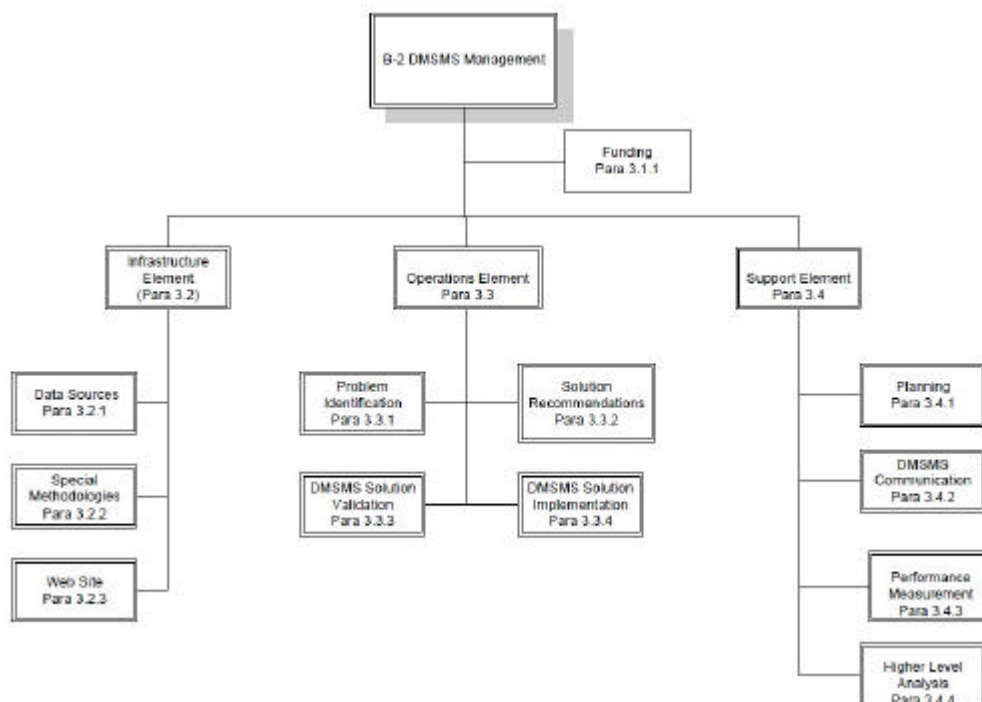 B-2 DMSMS Management
Funding
Para 3.1.1
Infrastructure
Element
(Para 3.2)
Operations Element
Para 3.3
Support Element
Para 3.4
Data Sources
Para 3.2.1
Problem
Identification
Para 3.3.1
Solution
Recommendations
Para 3.3.2
Planning
Para 3.4.1
Special
Methodologies
Para 3.2.2
DMSMS Solution
Validation
Para 3.3.3
DMSMS Solution
Implementation
Para 3.3.4
DMSMS
Communication
Para 3.4.2
Web Site
Para 3.2.3
Performance
Measurement
Para 3.4.3
Higher Level
Analysis
Para 3.4.4